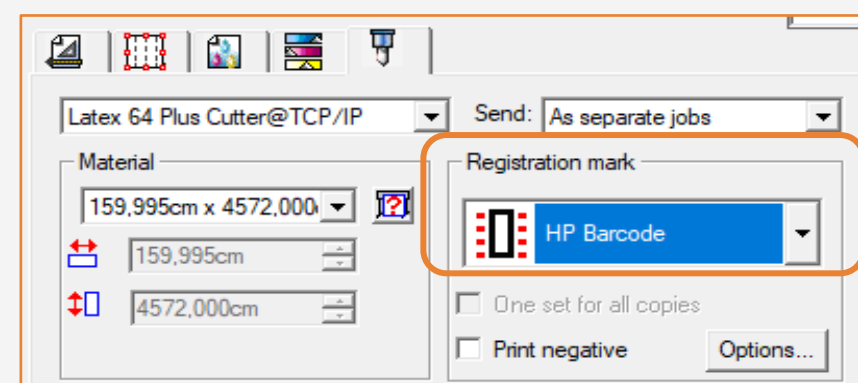 Latex 64 Plus Cutter@TCP/IP
Send: As separate jobs
Material
Registration mark
159,995cm x 4572,000
HP Barcode
159,995cm
4572,000cm
One set for all copies
Print negative
Options...